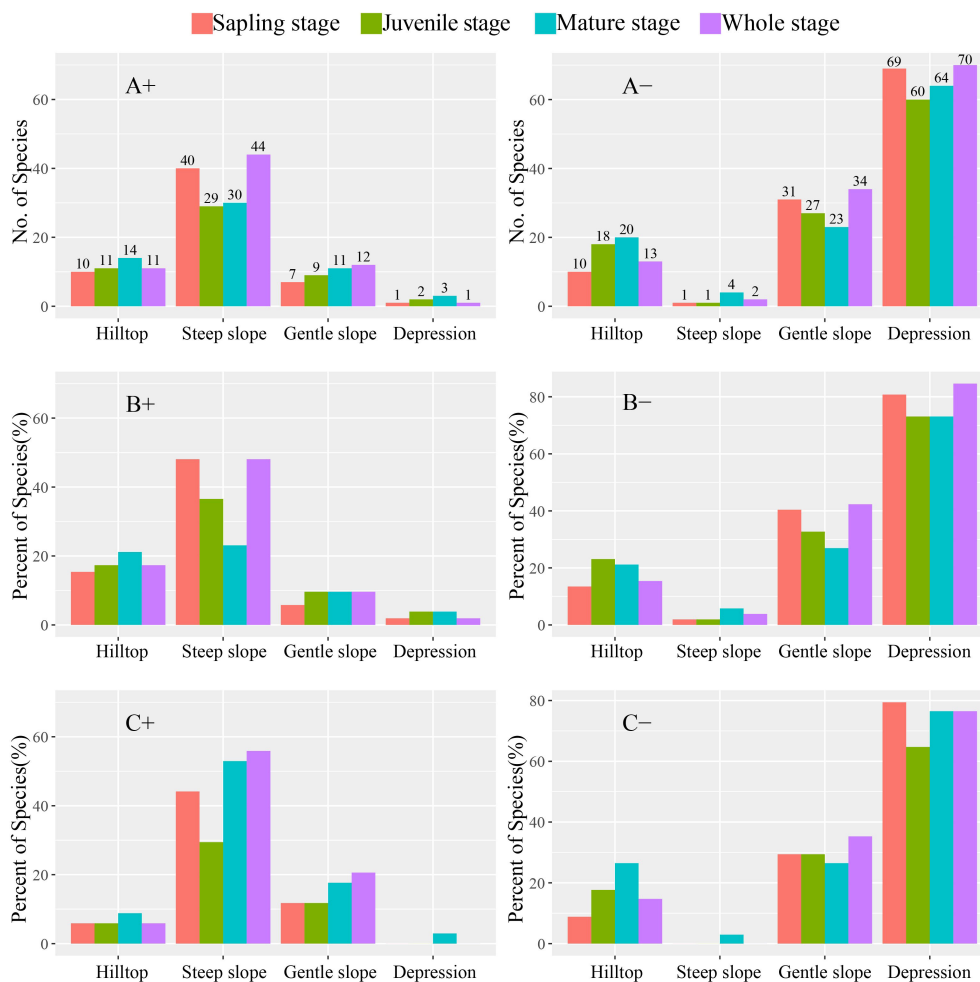 Sapling stage Juvenile stage Mature stage Whole stage
A+
No. of Species
60
40
20
0
10 11 14 11
40 29 30 44
7 9 11 12
1 2 3 1
Hilltop Steep slope Gentle slope Depression
A−
No. of Species
60
40
20
0
10 18 20 13
1 1 4 2
31 27 23 34
69 60 64 70
Hilltop Steep slope Gentle slope Depression
B+
Percent of Species(%)
60
40
20
0
Hilltop Steep slope Gentle slope Depression
B−
Percent of Species(%)
80
60
40
20
0
Hilltop Steep slope Gentle slope Depression
C+
Percent of Species(%)
60
40
20
0
Hilltop Steep slope Gentle slope Depression
C−
Percent of Species(%)
80
60
40
20
0
Hilltop Steep slope Gentle slope Depression